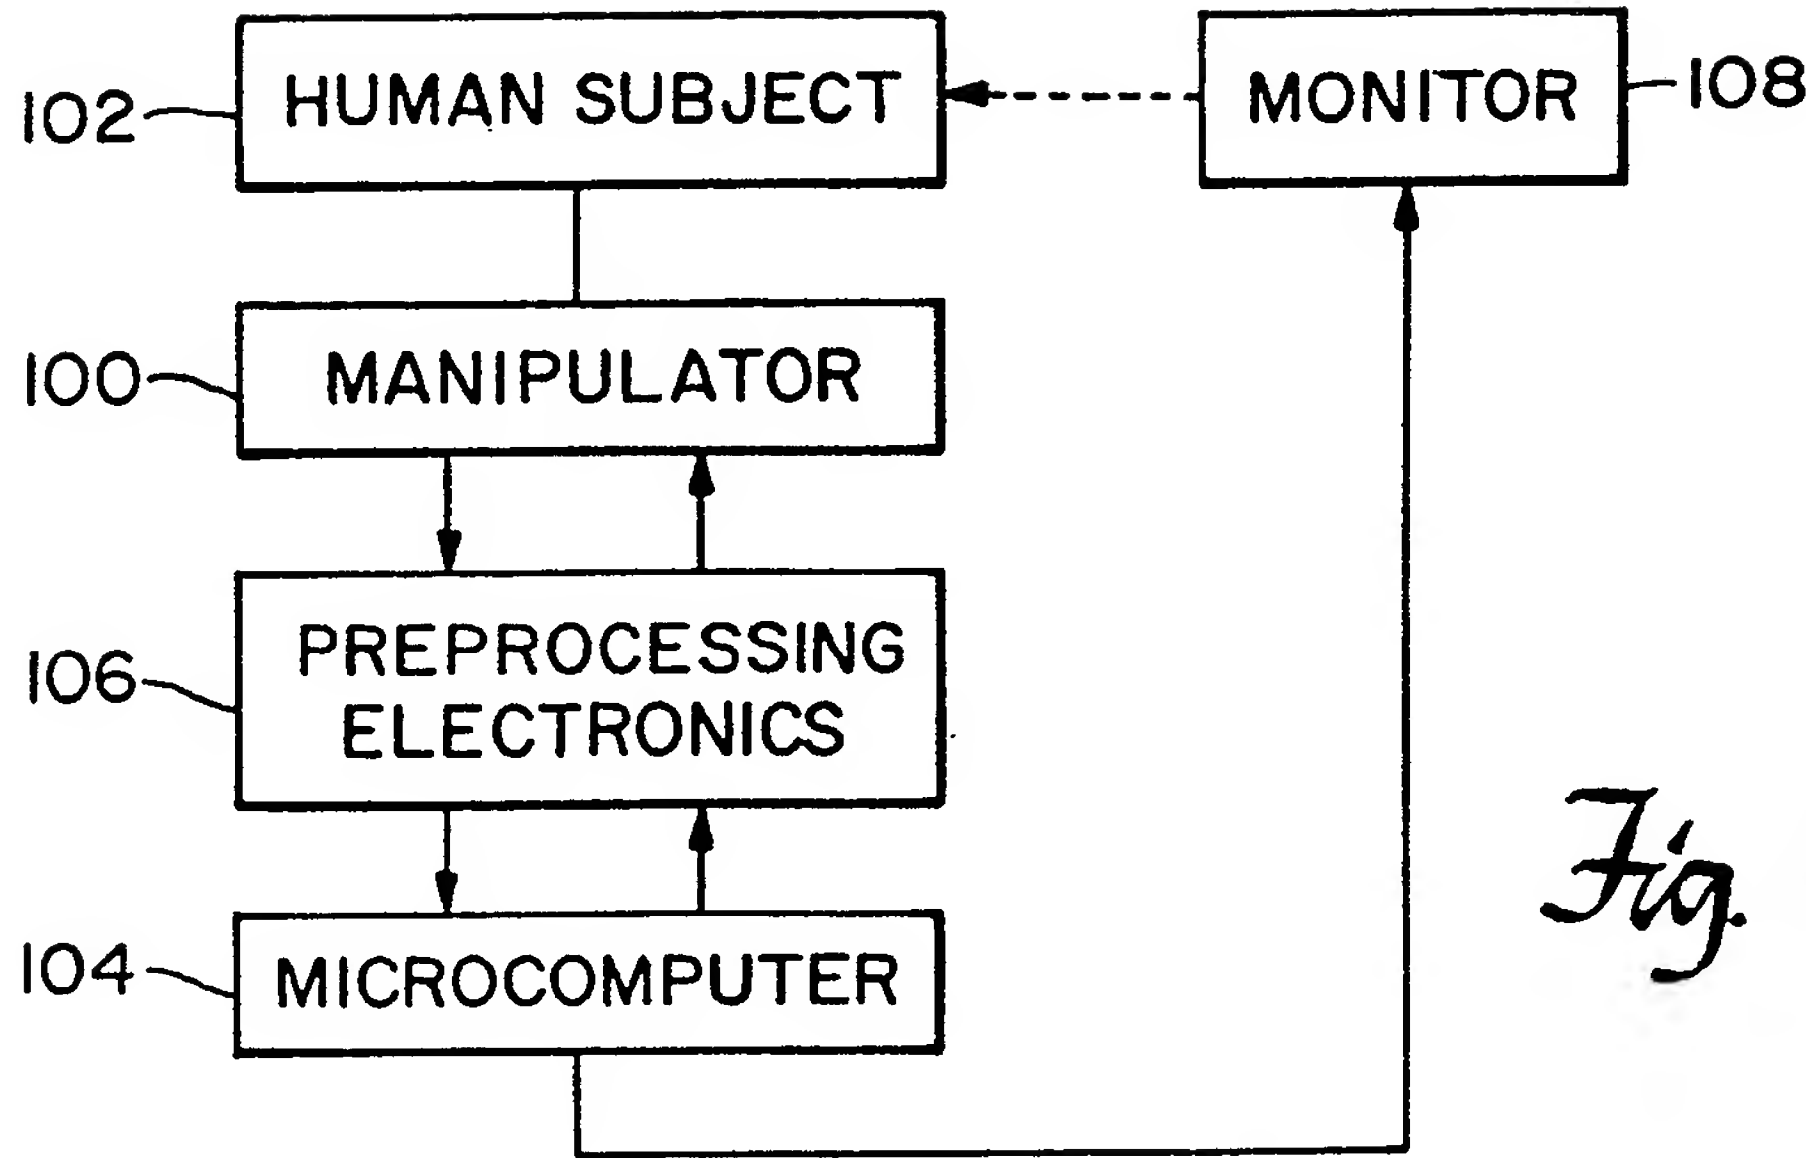 102
HUMAN SUBJECT
MONITOR
108
100
MANIPULATOR
106
PREPROCESSING
ELECTRONICS
104
MICROCOMPUTER
Fig.